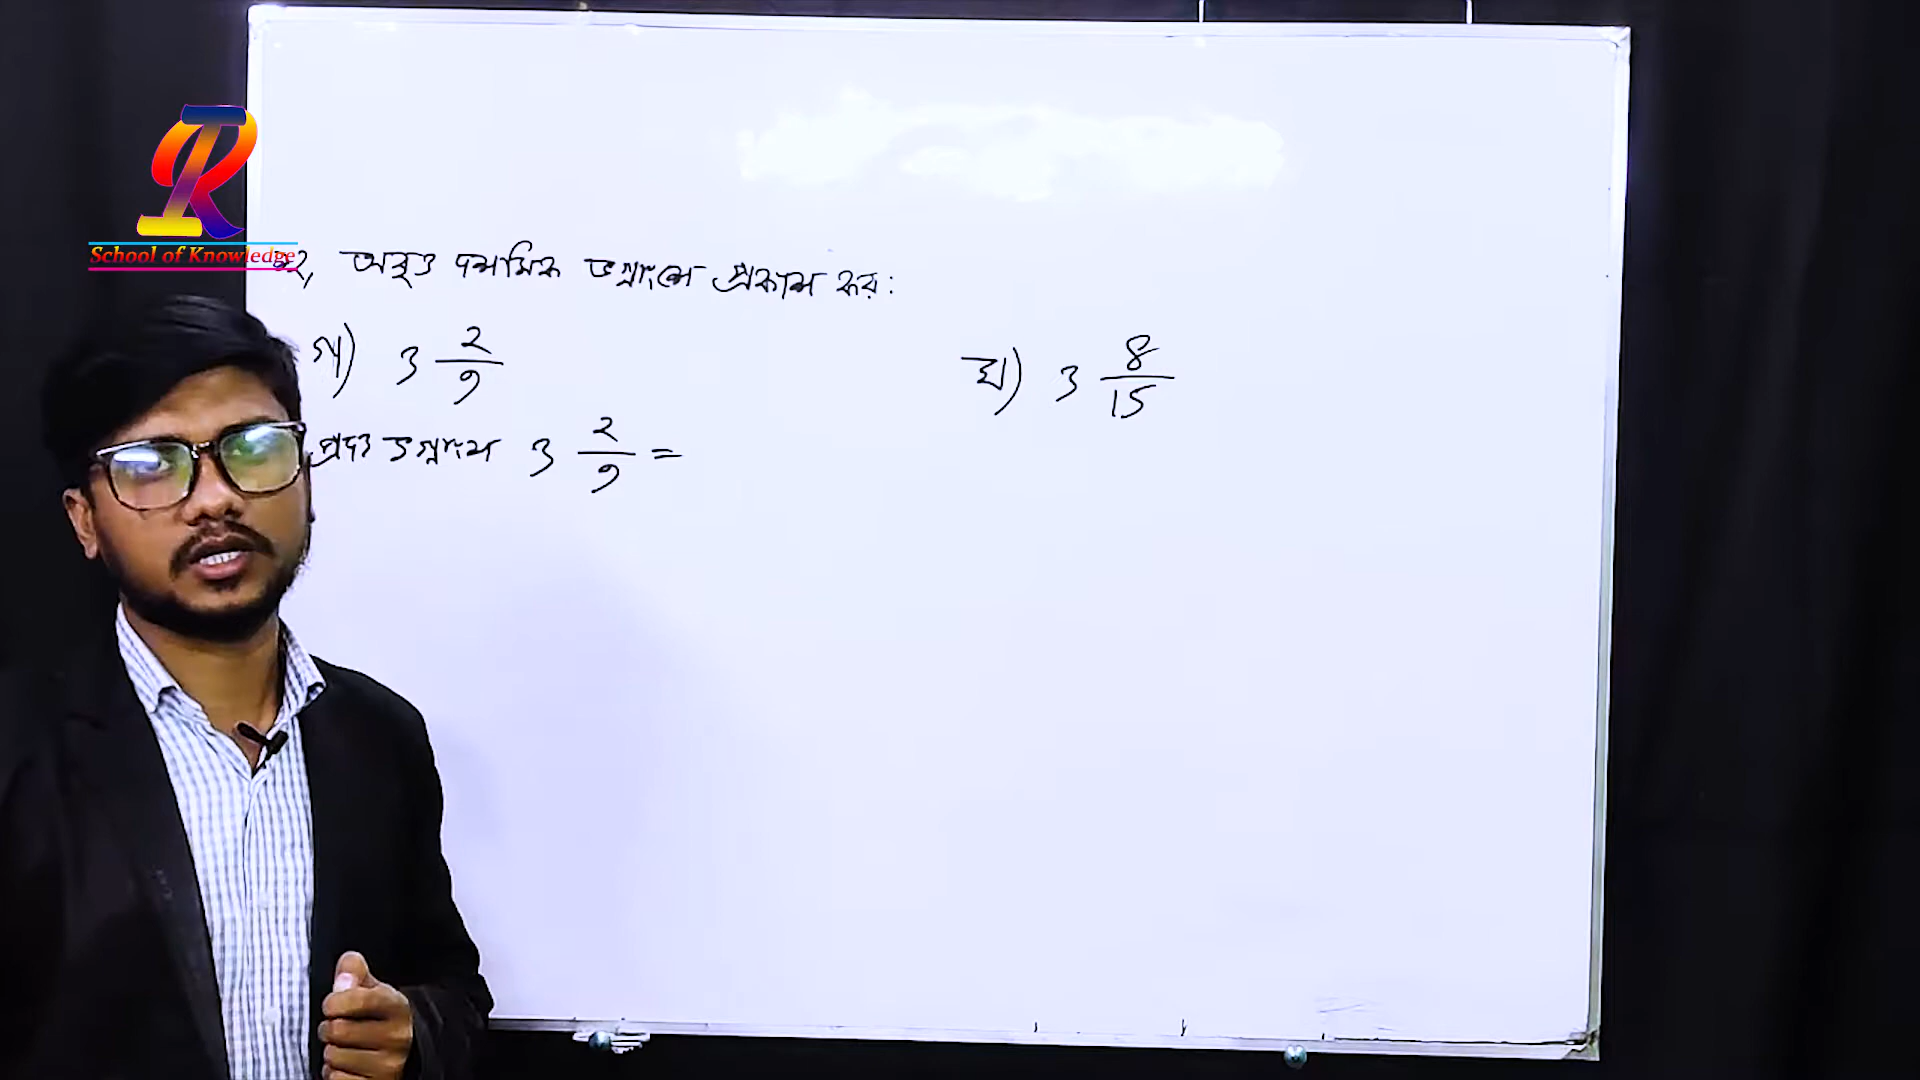 School of Knowledge
২, আবৃত দশমিক ভগ্নাংশে প্রকাশ কর:
গ) 3 2/9
ঘ) 3 8/15
প্রদত্ত ভগ্নাংশ 3 2/9 =